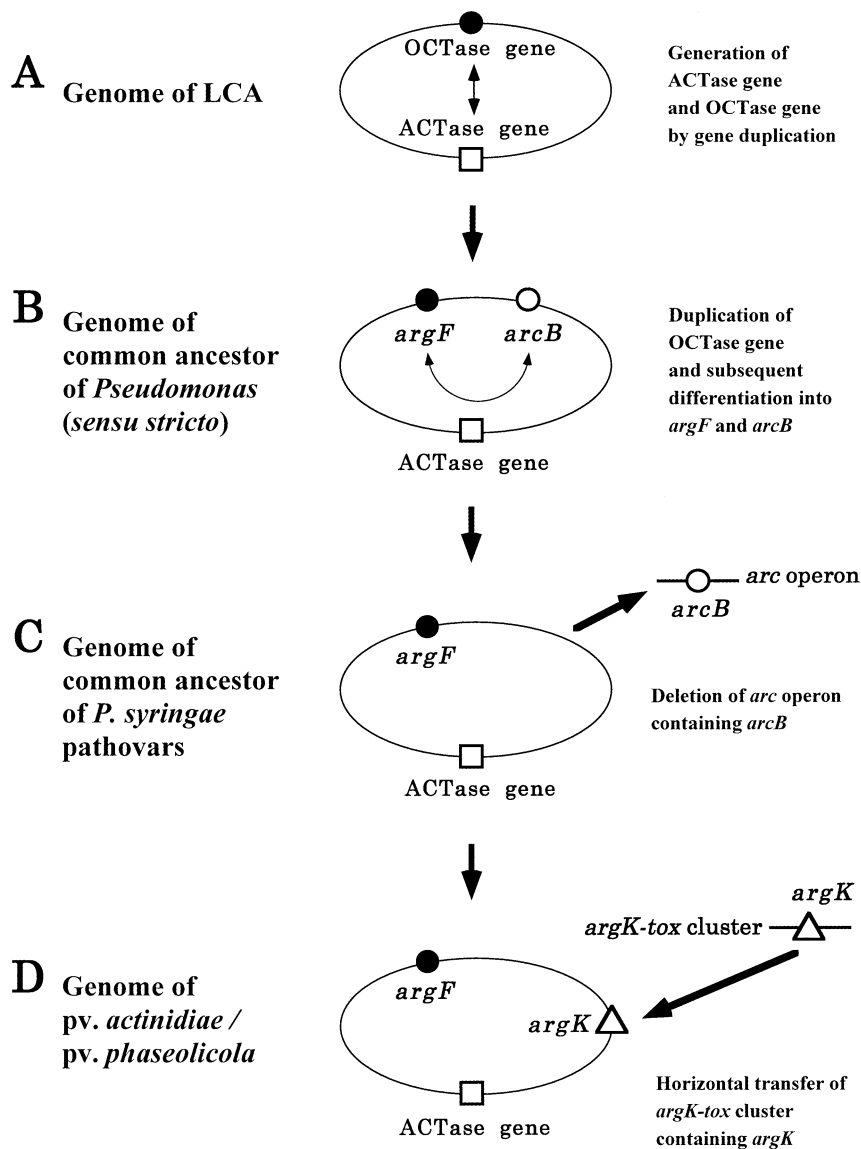 A
Genome of LCA
OCTase gene
ACTase gene
Generation of
ACTase gene
and OCTase gene
by gene duplication
B
Genome of
common ancestor
of Pseudomonas
(sensu stricto)
argF arcB
ACTase gene
Duplication of
OCTase gene
and subsequent
differentiation into
argF and arcB
C
Genome of
common ancestor
of P. syringae
pathovars
argF
ACTase gene
arc operon
arcB
Deletion of arc operon
containing arcB
D
Genome of
pv. actinidiae /
pv. phaseolicola
argF
argK
ACTase gene
argK
argK-tox cluster
Horizontal transfer of
argK-tox cluster
containing argK